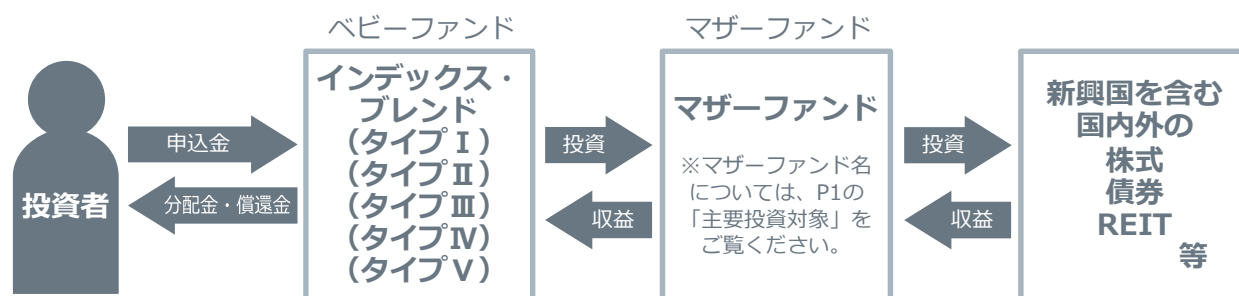 ベビーファンド
マザーファンド
投資者
申込金
分配金・償還金
インデックス・
ブレンド
（タイプⅠ）
（タイプⅡ）
（タイプⅢ）
（タイプⅣ）
（タイプⅤ）
投資
収益
マザーファンド
※マザーファンド名
については、P1の
「主要投資対象」を
ご覧ください。
投資
収益
新興国を含む
国内外の
株式
債券
REIT
等